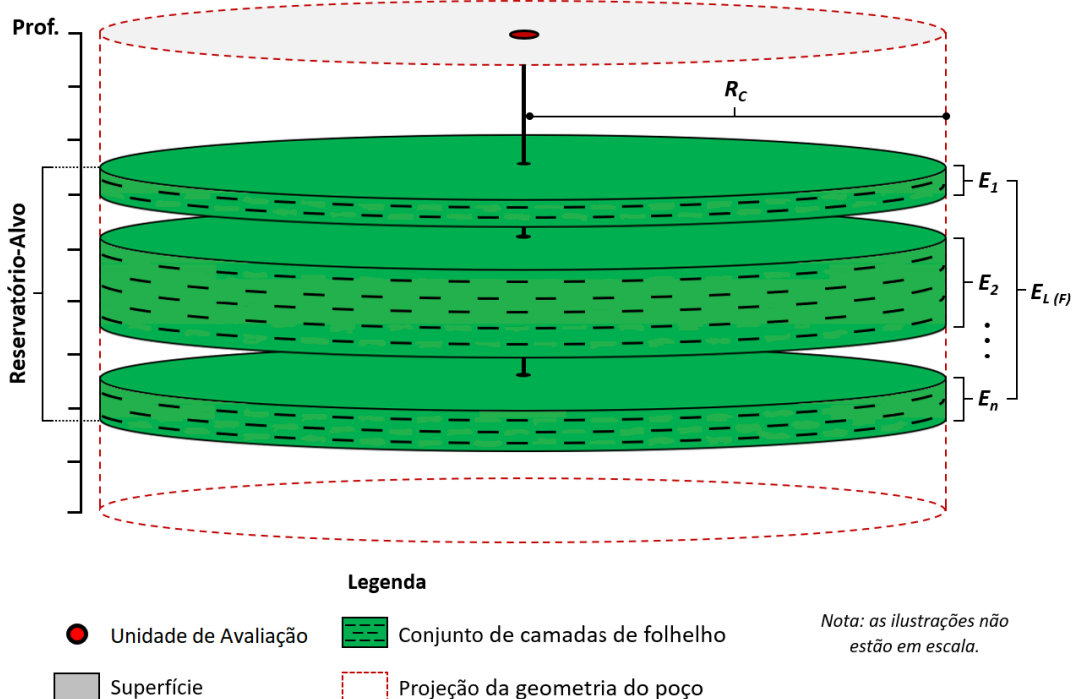 Prof.
R_C
Reservatório-Alvo
E_1
E_2
E_L (F)
E_n
Legenda
Unidade de Avaliação
Conjunto de camadas de folhelho
Nota: as ilustrações não
estão em escala.
Superfície
Projeção da geometria do poço